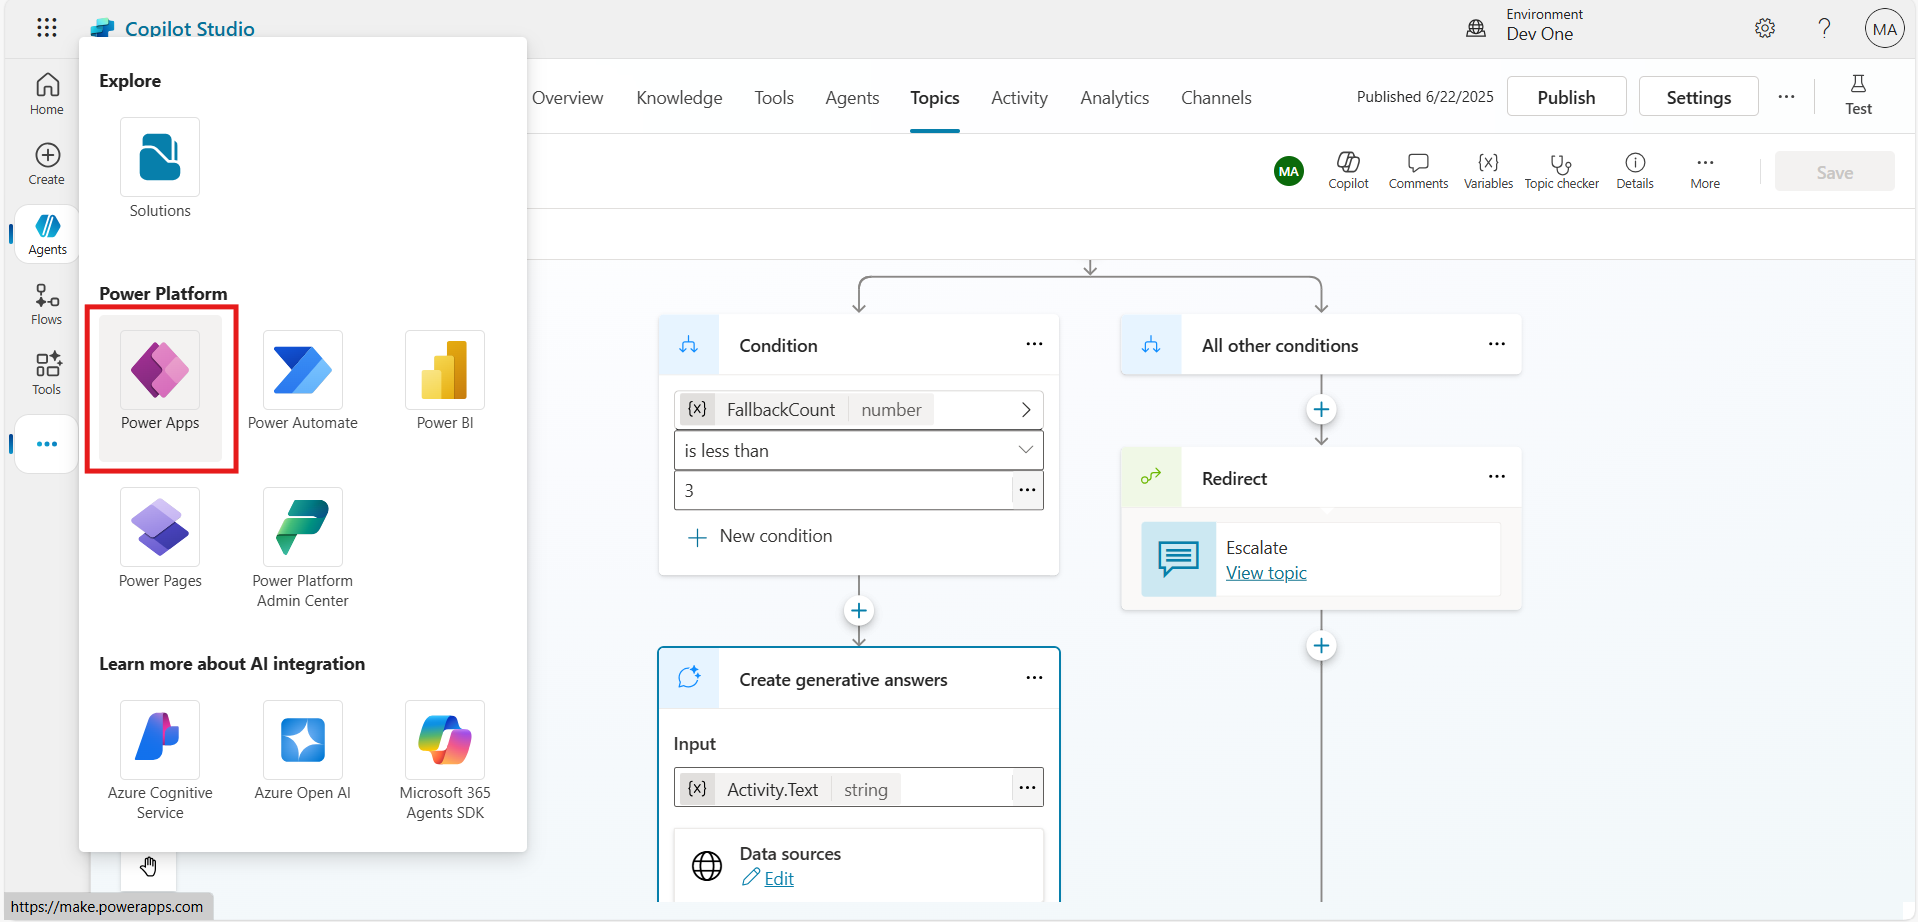 Copilot Studio
Environment
Dev One
?
MA
Home
Create
Agents
Flows
Tools
Explore
Solutions
Power Platform
Power Apps
Power Automate
Power BI
Power Pages
Power Platform
Admin Center
Learn more about AI integration
Azure Cognitive
Service
Azure Open AI
Microsoft 365
Agents SDK
Overview
Knowledge
Tools
Agents
Topics
Activity
Analytics
Channels
Published 6/22/2025
Publish
Settings
Test
MA
Copilot
Comments
{x}
Variables
Topic checker
Details
More
Save
Condition
{x} FallbackCount number
is less than
3
New condition
Create generative answers
Input
{x} Activity.Text string
Data sources
Edit
All other conditions
Redirect
Escalate
View topic
https://make.powerapps.com